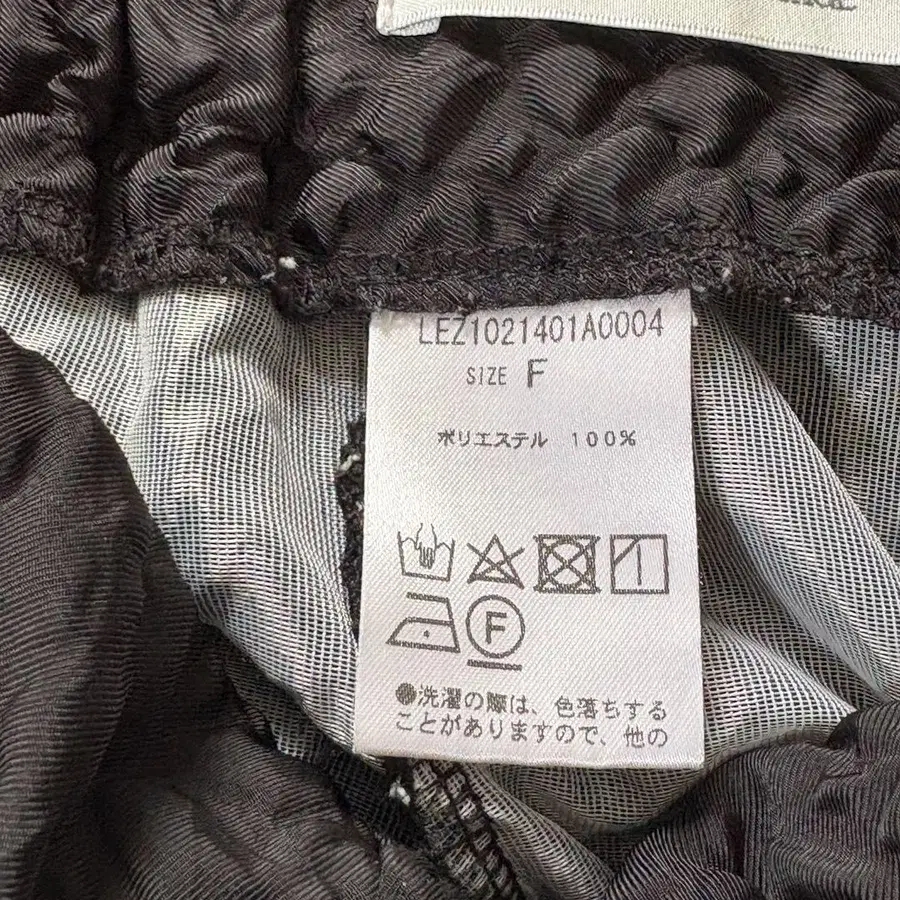 LEZ1021401A0004
SIZE F
ポリエステル 100%
F
●洗濯の際は、色落ちする
ことがありますので、他の